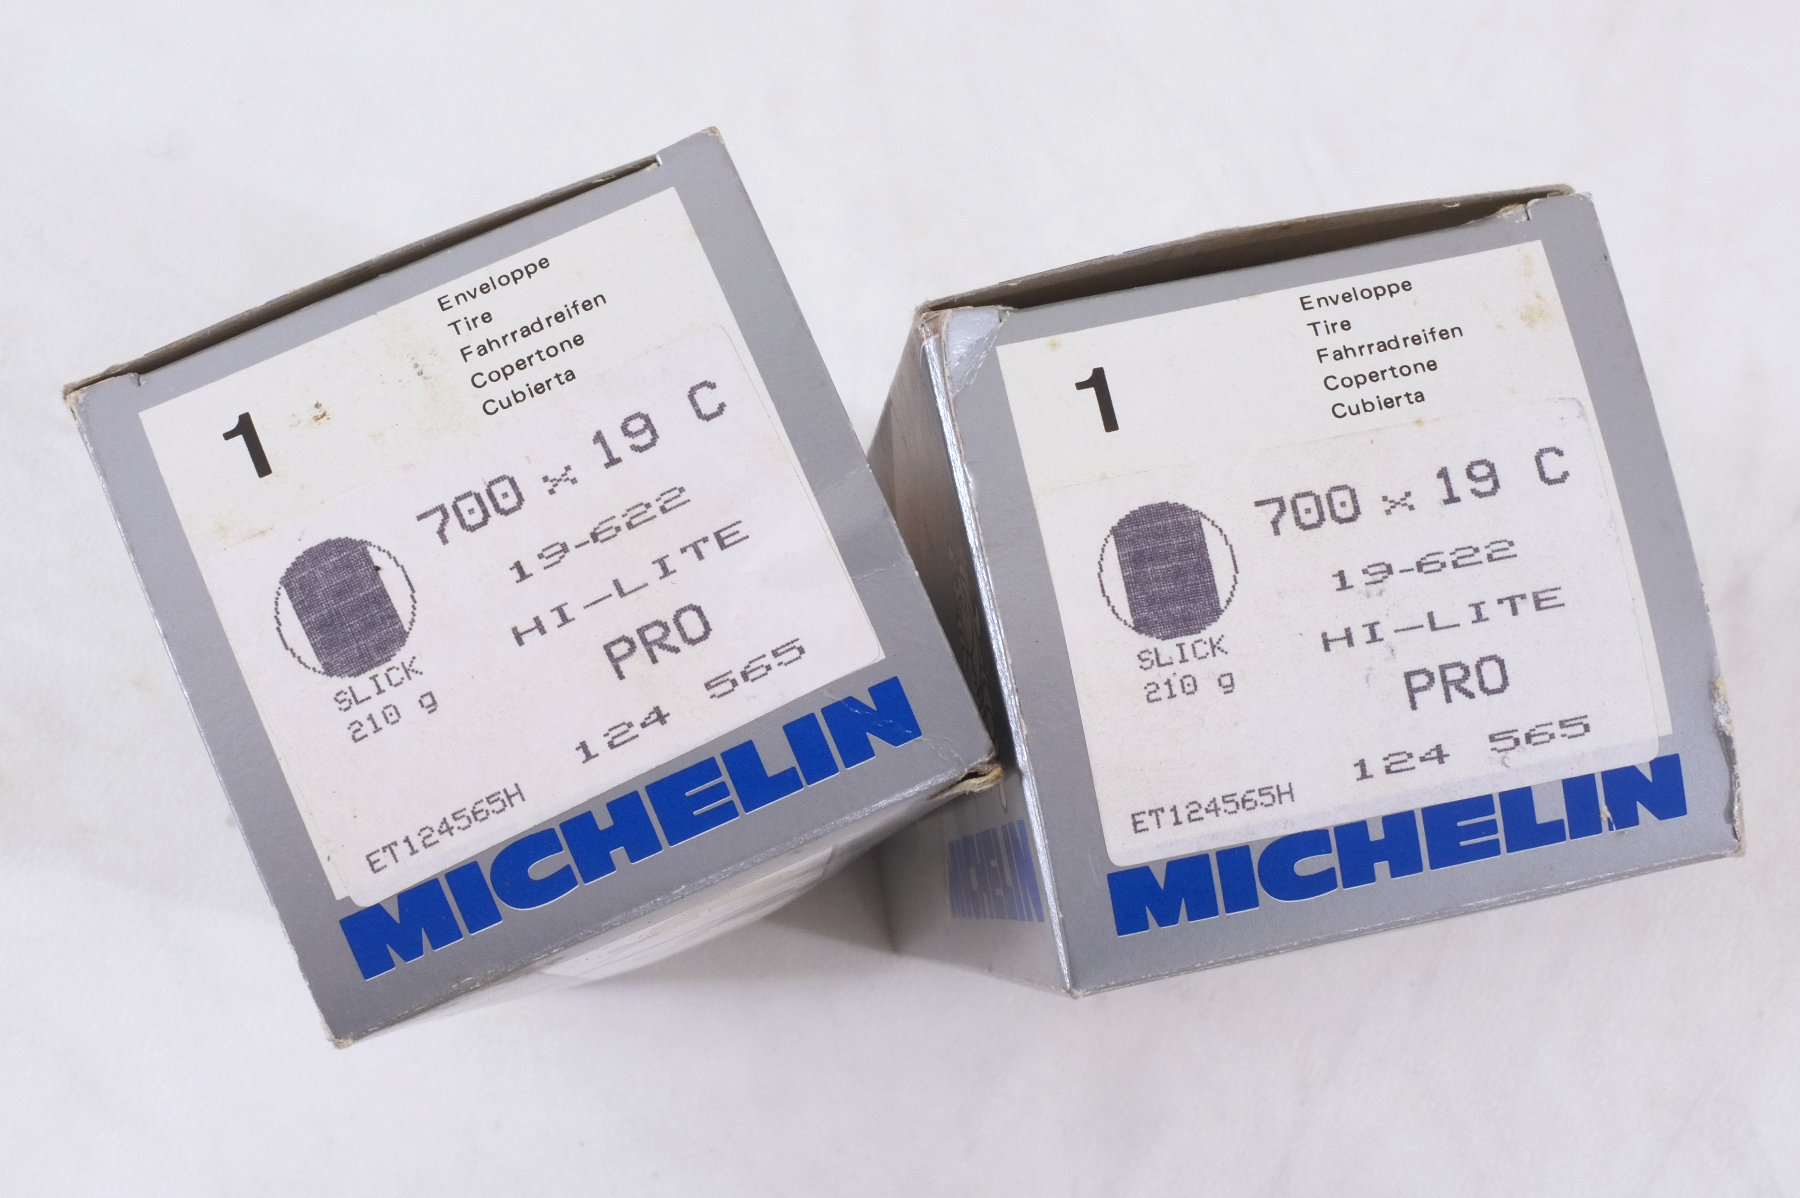 1
Enveloppe
Tire
Fahrradreifen
Copertone
Cubierta
700 x 19 C
19-622
HI-LITE
PRO
124 565
SLICK
210 g
ET124565H
MICHELIN
1
Enveloppe
Tire
Fahrradreifen
Copertone
Cubierta
700 x 19 C
19-622
HI-LITE
PRO
124 565
SLICK
210 g
ET124565H
MICHELIN
MICHELIN